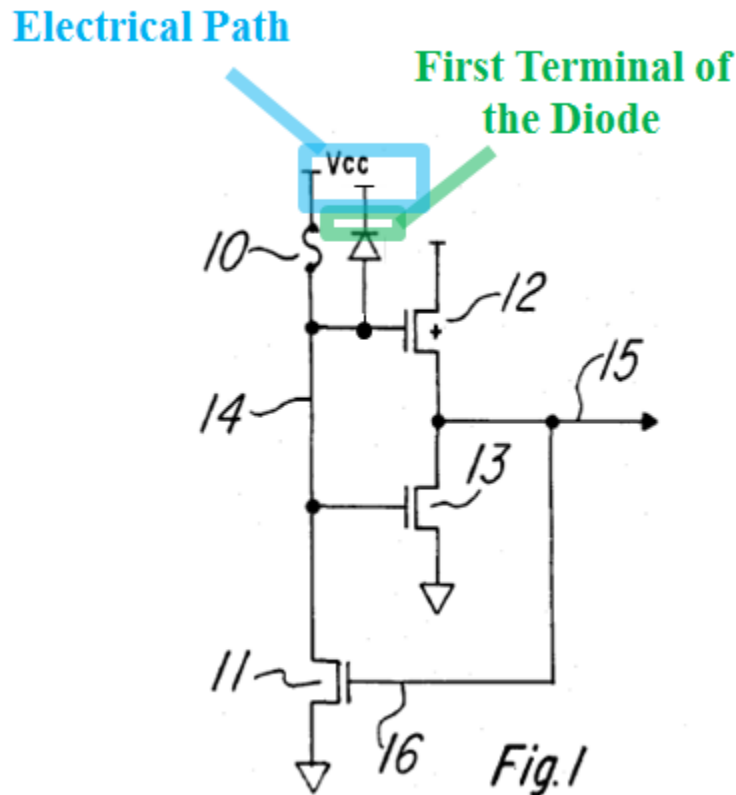 Electrical Path
First Terminal of
the Diode
Vcc
10
12
15
14
13
11
16
Fig.1